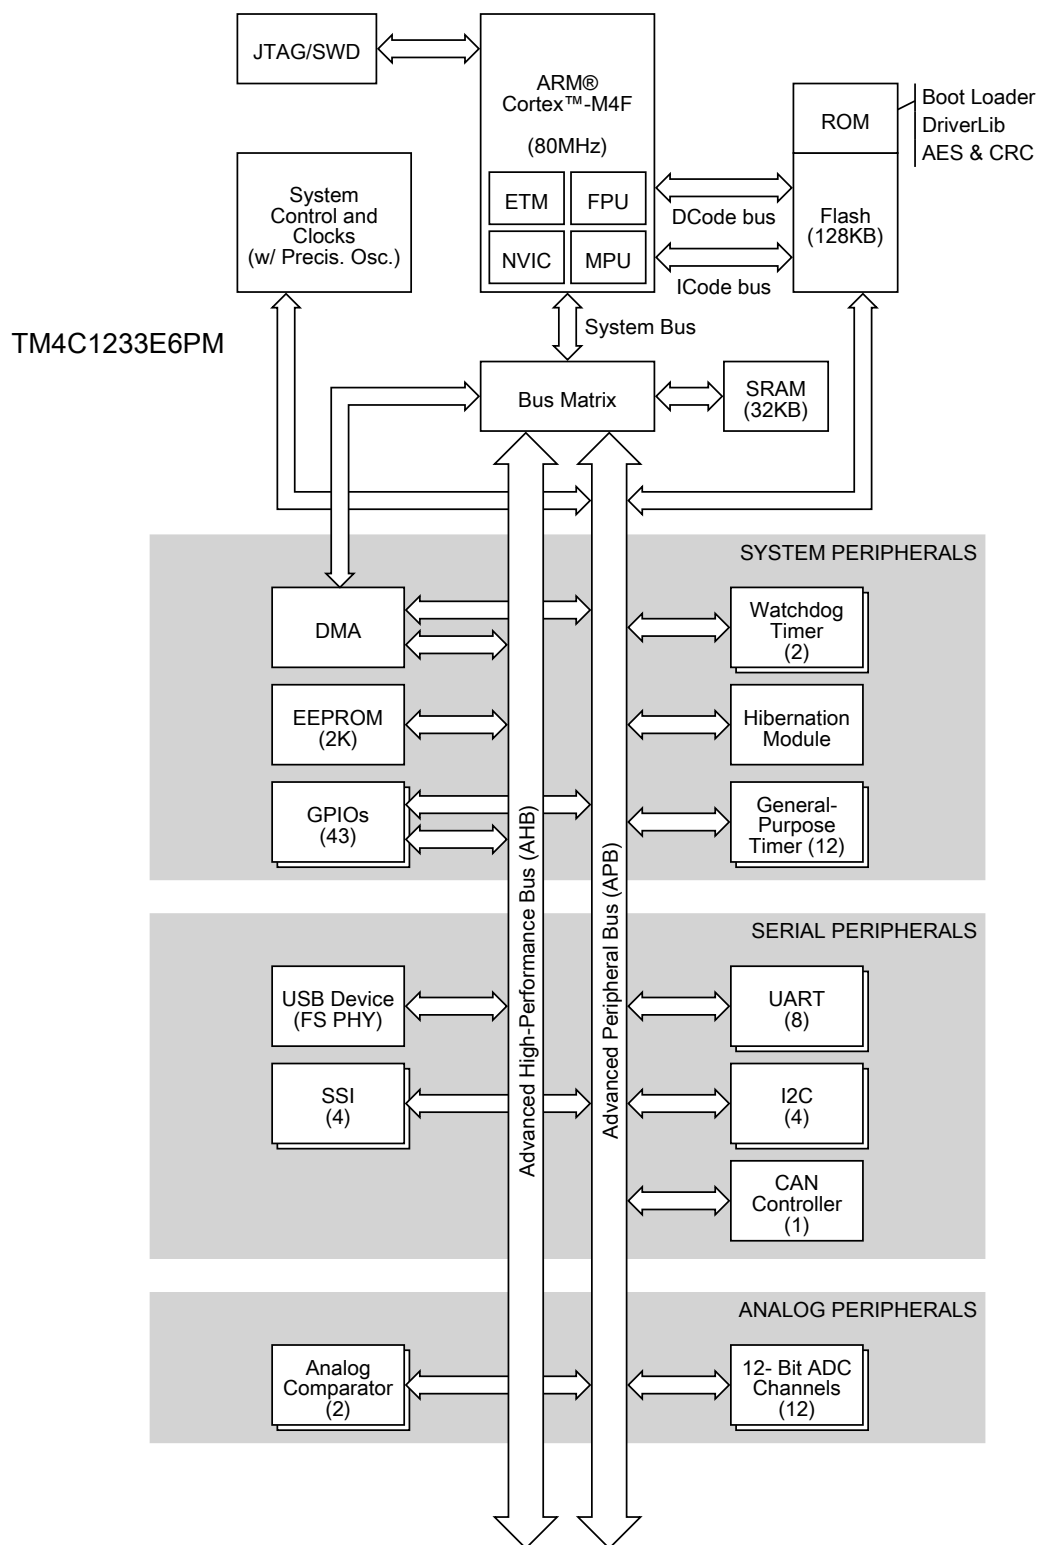 JTAG/SWD
ARM®
Cortex™-M4F
(80MHz)
ETM
FPU
NVIC
MPU
ROM
Boot Loader
DriverLib
AES & CRC
Flash
(128KB)
DCode bus
ICode bus
System
Control and
Clocks
(w/ Precis. Osc.)
TM4C1233E6PM
System Bus
Bus Matrix
SRAM
(32KB)
SYSTEM PERIPHERALS
DMA
Watchdog
Timer
(2)
EEPROM
(2K)
Hibernation
Module
GPIOs
(43)
General-
Purpose
Timer (12)
Advanced High-Performance Bus (AHB)
Advanced Peripheral Bus (APB)
SERIAL PERIPHERALS
USB Device
(FS PHY)
UART
(8)
SSI
(4)
I2C
(4)
CAN
Controller
(1)
ANALOG PERIPHERALS
Analog
Comparator
(2)
12- Bit ADC
Channels
(12)